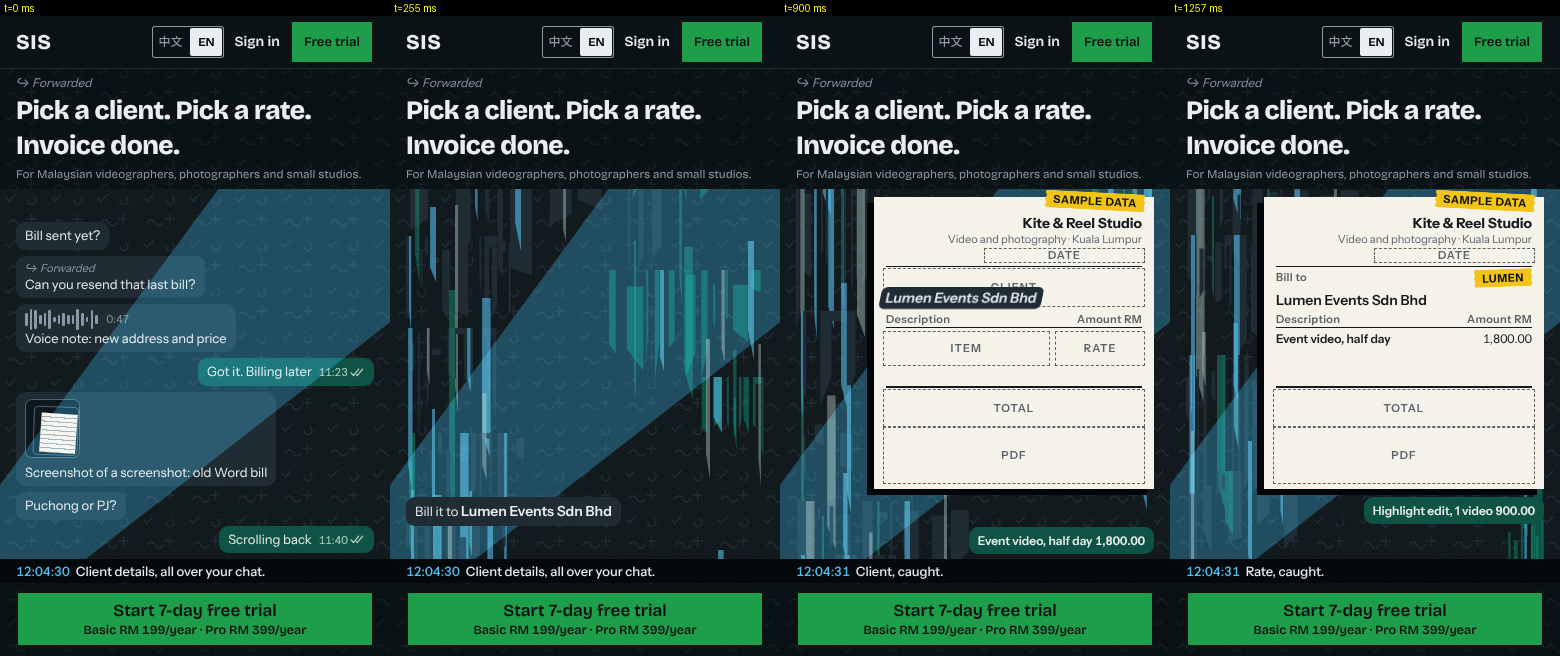 t=0 ms
SIS
中文 EN Sign in Free trial
↪ Forwarded
Pick a client. Pick a rate.
Invoice done.
For Malaysian videographers, photographers and small studios.
Bill sent yet?
↪ Forwarded
Can you resend that last bill?
0:47
Voice note: new address and price
Got it. Billing later 11:23
Screenshot of a screenshot: old Word bill
Puchong or PJ?
Scrolling back 11:40
12:04:30 Client details, all over your chat.
Start 7-day free trial
Basic RM 199/year · Pro RM 399/year
t=255 ms
SIS
中文 EN Sign in Free trial
↪ Forwarded
Pick a client. Pick a rate.
Invoice done.
For Malaysian videographers, photographers and small studios.
Bill it to Lumen Events Sdn Bhd
12:04:30 Client details, all over your chat.
Start 7-day free trial
Basic RM 199/year · Pro RM 399/year
t=900 ms
SIS
中文 EN Sign in Free trial
↪ Forwarded
Pick a client. Pick a rate.
Invoice done.
For Malaysian videographers, photographers and small studios.
SAMPLE DATA
Kite & Reel Studio
Video and photography · Kuala Lumpur
DATE
CLIENT
Lumen Events Sdn Bhd
Description Amount RM
ITEM RATE
TOTAL
PDF
Event video, half day 1,800.00
12:04:31 Client, caught.
Start 7-day free trial
Basic RM 199/year · Pro RM 399/year
t=1257 ms
SIS
中文 EN Sign in Free trial
↪ Forwarded
Pick a client. Pick a rate.
Invoice done.
For Malaysian videographers, photographers and small studios.
SAMPLE DATA
Kite & Reel Studio
Video and photography · Kuala Lumpur
DATE
Bill to LUMEN
Lumen Events Sdn Bhd
Description Amount RM
Event video, half day 1,800.00
TOTAL
PDF
Highlight edit, 1 video 900.00
12:04:31 Rate, caught.
Start 7-day free trial
Basic RM 199/year · Pro RM 399/year